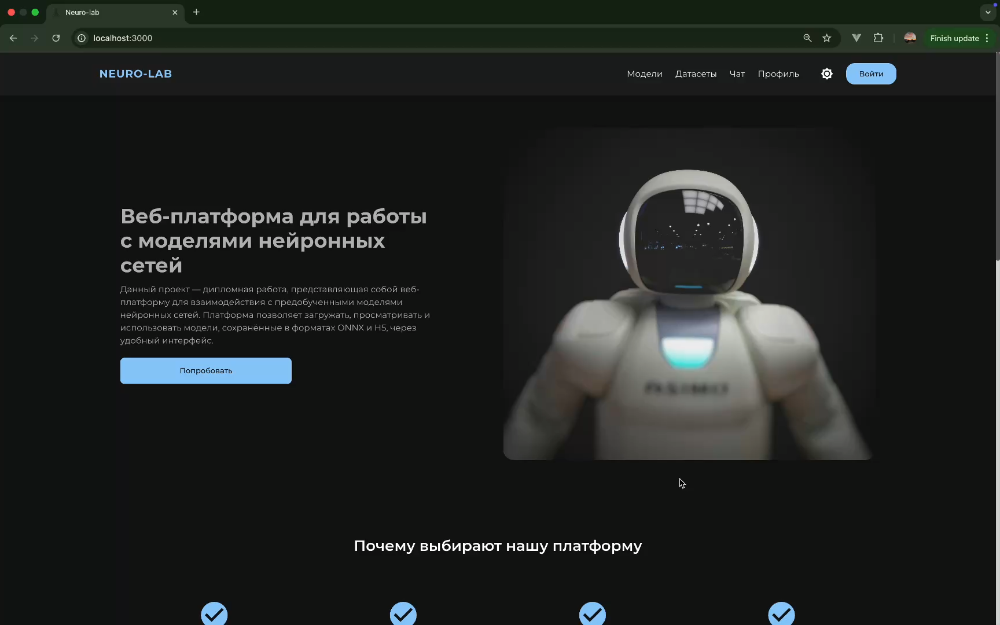 Neuro-lab
localhost:3000
Finish update
NEURO-LAB
Модели
Датасеты
Чат
Профиль
Войти
Веб-платформа для работы
с моделями нейронных
сетей
Данный проект — дипломная работа, представляющая собой веб-
платформу для взаимодействия с предобученными моделями
нейронных сетей. Платформа позволяет загружать, просматривать и
использовать модели, сохранённые в форматах ONNX и H5, через
удобный интерфейс.
Попробовать
Почему выбирают нашу платформу